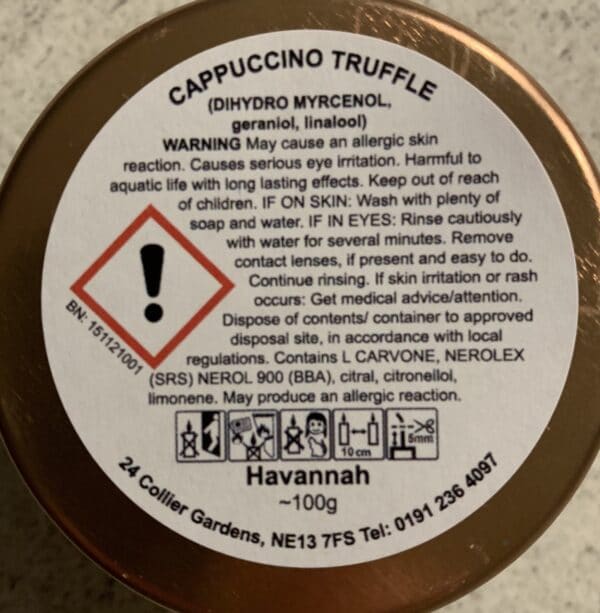 CAPPUCCINO TRUFFLE
(DIHYDRO MYRCENOL,
geraniol, linalool)
WARNING May cause an allergic skin
reaction. Causes serious eye irritation. Harmful to
aquatic life with long lasting effects. Keep out of reach
of children. IF ON SKIN: Wash with plenty of
soap and water. IF IN EYES: Rinse cautiously
with water for several minutes. Remove
contact lenses, if present and easy to do.
Continue rinsing. If skin irritation or rash
occurs: Get medical advice/attention.
Dispose of contents/ container to approved
disposal site, in accordance with local
regulations. Contains L CARVONE, NEROLEX
(SRS) NEROL 900 (BBA), citral, citronellol,
limonene. May produce an allergic reaction.
BN: 151121001
10 cm
5mm
Havannah
~100g
24 Collier Gardens, NE13 7FS Tel: 0191 236 4097